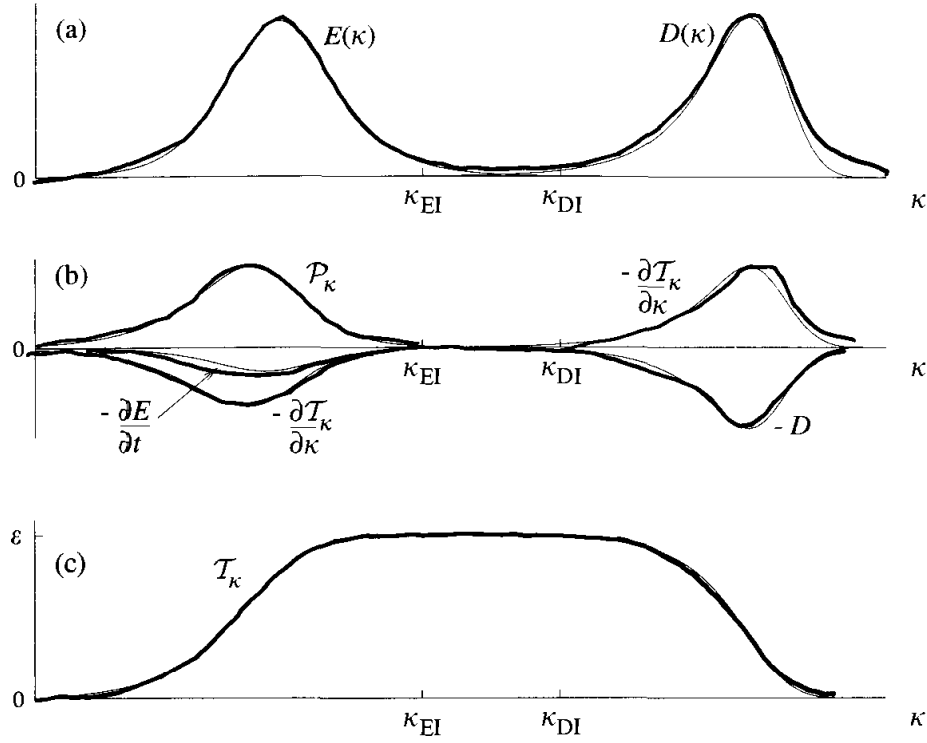 (a)
E(κ)
D(κ)
0
κ_EI
κ_DI
κ
(b)
𝒫_κ
- ∂𝒯_κ/∂κ
0
κ_EI
κ_DI
κ
- ∂E/∂t
- ∂𝒯_κ/∂κ
- D
ε
(c)
𝒯_κ
0
κ_EI
κ_DI
κ